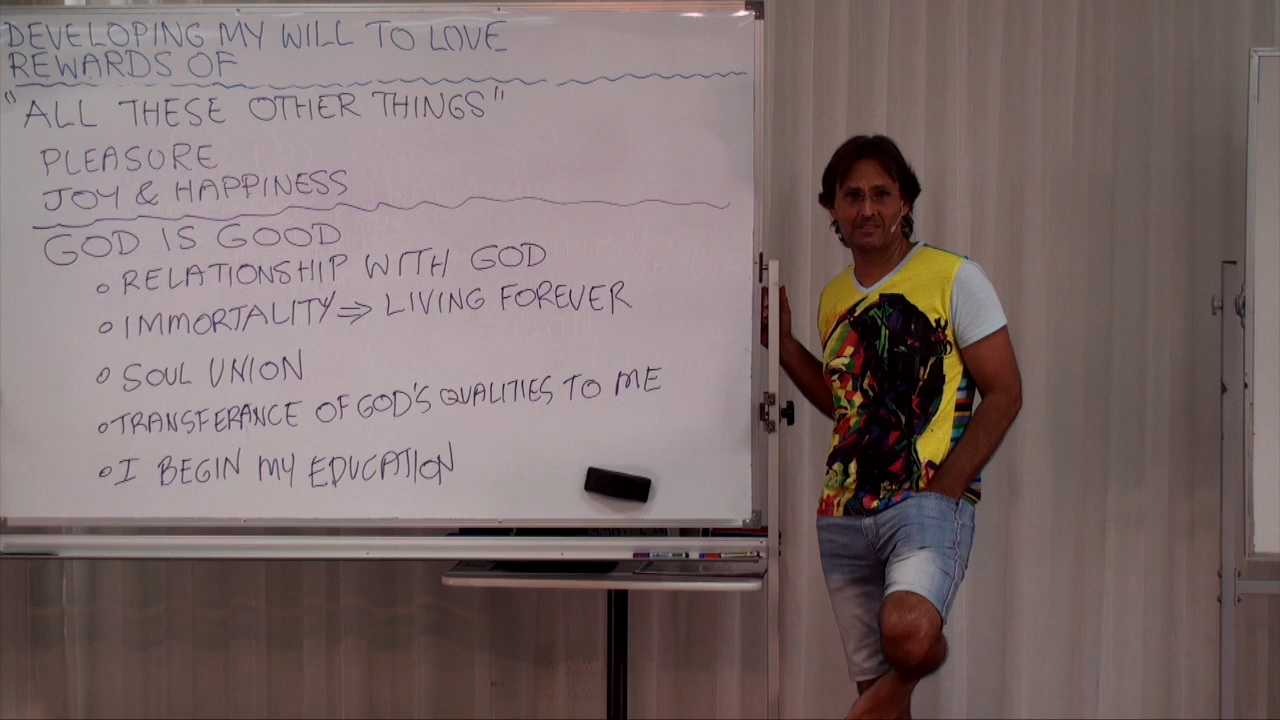 DEVELOPING MY WILL TO LOVE
REWARDS OF
"ALL THESE OTHER THINGS"
PLEASURE
JOY & HAPPINESS
GOD IS GOOD
• RELATIONSHIP WITH GOD
• IMMORTALITY ⇒ LIVING FOREVER
• SOUL UNION
• TRANSFERANCE OF GOD'S QUALITIES TO ME
• I BEGIN MY EDUCATION